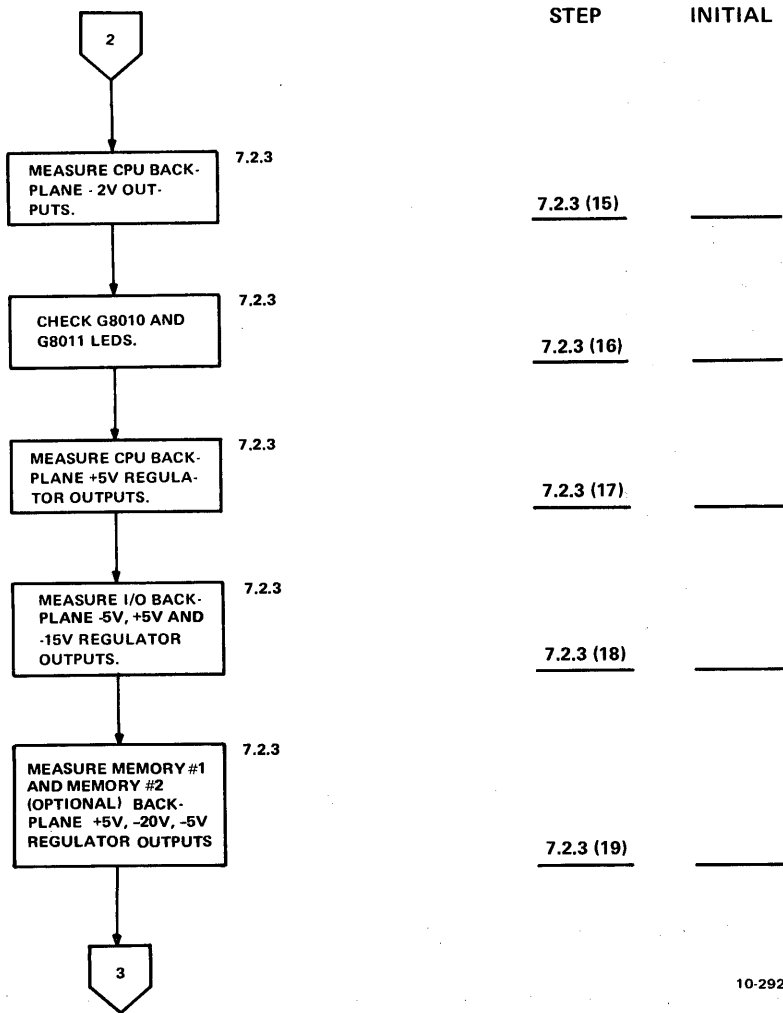 STEP INITIAL
2
7.2.3
MEASURE CPU BACK-
PLANE - 2V OUT-
PUTS.
7.2.3 (15)
7.2.3
CHECK G8010 AND
G8011 LEDS.
7.2.3 (16)
7.2.3
MEASURE CPU BACK-
PLANE +5V REGULA-
TOR OUTPUTS.
7.2.3 (17)
7.2.3
MEASURE I/O BACK-
PLANE -5V, +5V AND
-15V REGULATOR
OUTPUTS.
7.2.3 (18)
7.2.3
MEASURE MEMORY #1
AND MEMORY #2
(OPTIONAL) BACK-
PLANE +5V, -20V, -5V
REGULATOR OUTPUTS
7.2.3 (19)
3
10-292